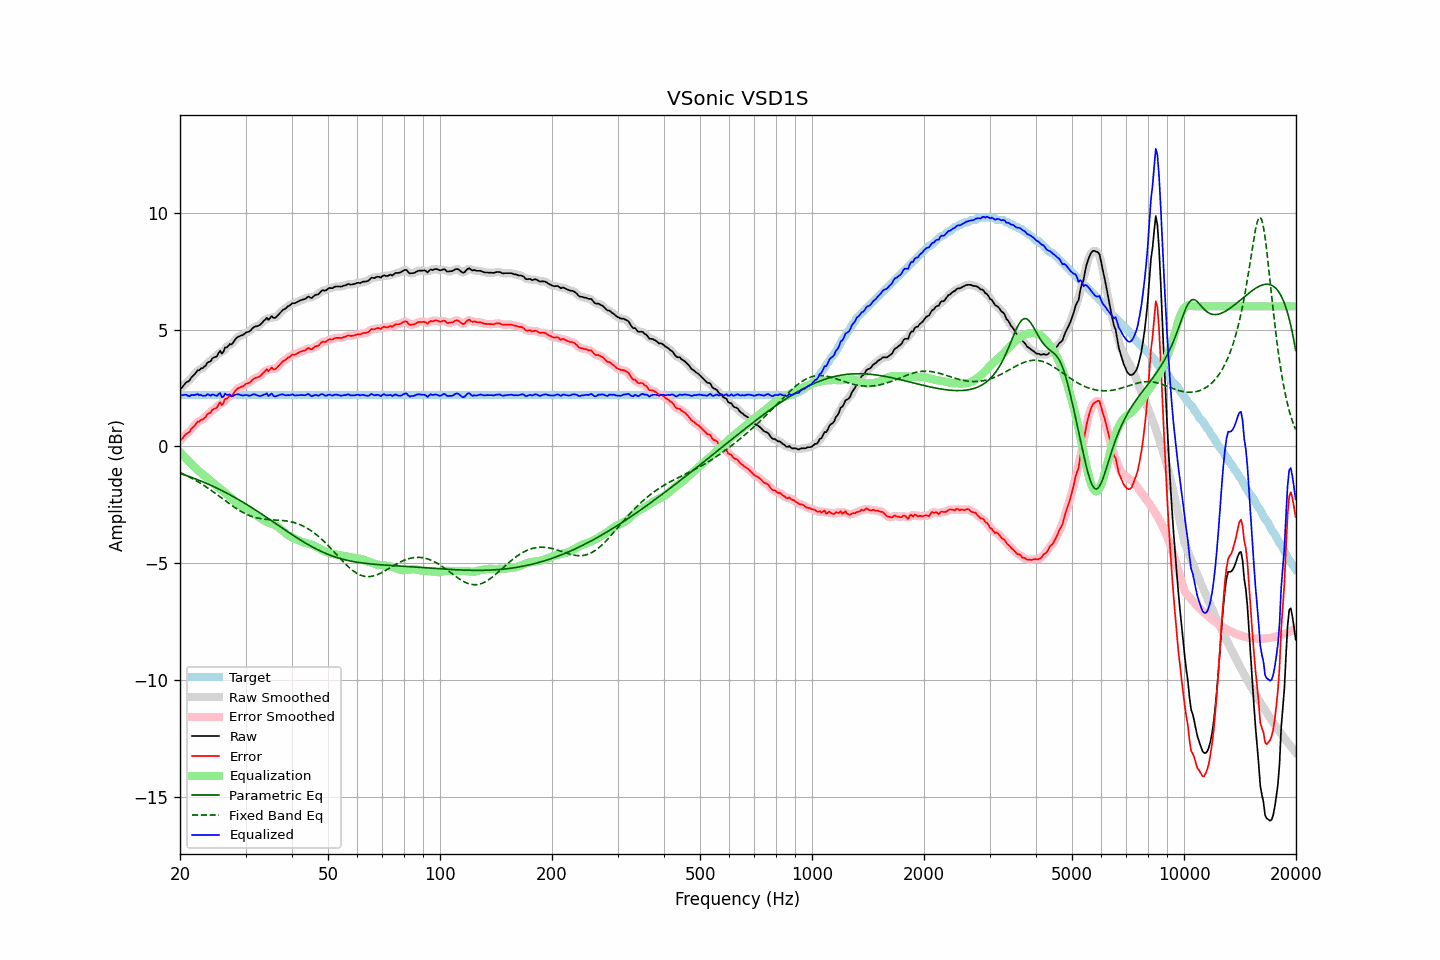 VSonic VSD1S
Amplitude (dBr)
10
5
0
−5
−10
−15
Target
Raw Smoothed
Error Smoothed
Raw
Error
Equalization
Parametric Eq
Fixed Band Eq
Equalized
20
50
100
200
500
1000
2000
5000
10000
20000
Frequency (Hz)